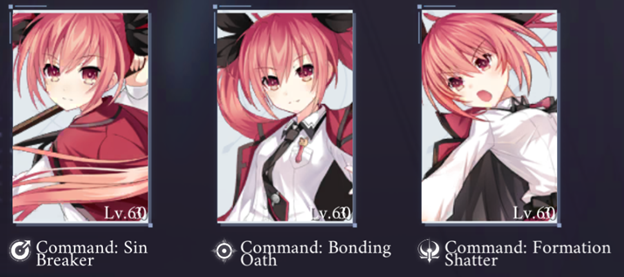 Lv.60
Lv.60
Lv.60
Command: Sin
Breaker
Command: Bonding
Oath
Command: Formation
Shatter